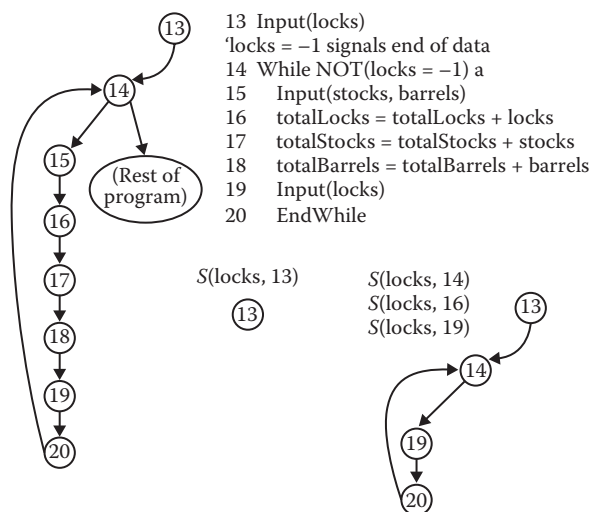 13
13 Input(locks)
‘locks = –1 signals end of data
14
14 While NOT(locks = –1) a
15 Input(stocks, barrels)
16 totalLocks = totalLocks + locks
15
(Rest of
program)
17 totalStocks = totalStocks + stocks
18 totalBarrels = totalBarrels + barrels
19 Input(locks)
16
20 EndWhile
17
18
19
20
S(locks, 13)
13
S(locks, 14)
S(locks, 16)
S(locks, 19)
13
14
19
20